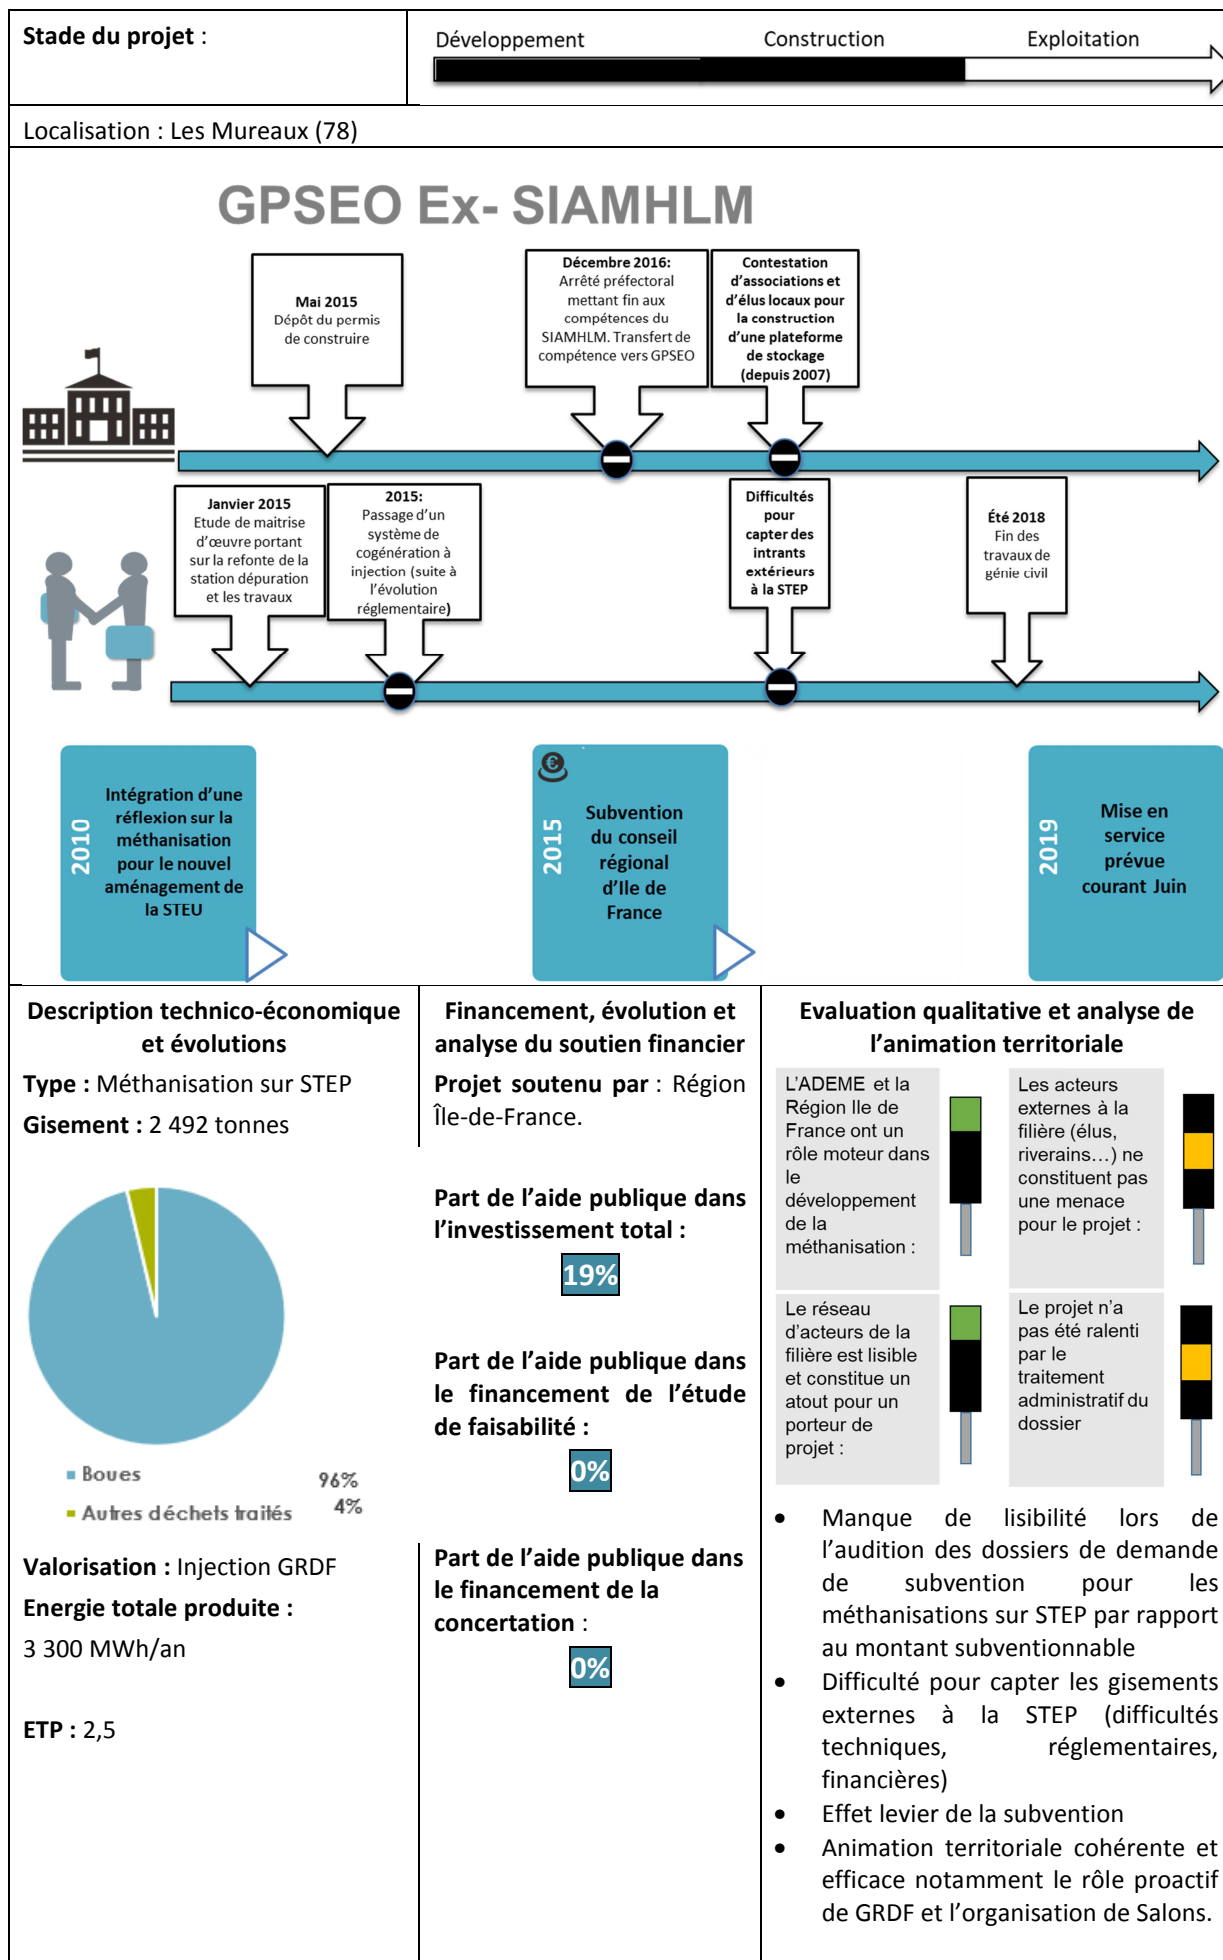 Stade du projet :
Développement
Construction
Exploitation
Localisation : Les Mureaux (78)
GPSEO Ex- SIAMHLM
Mai 2015
Dépôt du permis
de construire
Décembre 2016:
Arrêté préfectoral
mettant fin aux
compétences du
SIAMHLM. Transfert de
compétence vers GPSEO
Contestation
d'associations et
d'élus locaux pour
la construction
d'une plateforme
de stockage
(depuis 2007)
Janvier 2015
Etude de maitrise
d'œuvre portant
sur la refonte de la
station dépuration
et les travaux
2015:
Passage d'un
système de
cogénération à
injection (suite à
l'évolution
réglementaire)
Difficultés
pour
capter des
intrants
extérieurs
à la STEP
Été 2018
Fin des
travaux de
génie civil
2010
Intégration d'une
réflexion sur la
méthanisation
pour le nouvel
aménagement de
la STEU
2015
Subvention
du conseil
régional
d'Ile de
France
2019
Mise en
service
prévue
courant Juin
Description technico-économique
et évolutions
Type : Méthanisation sur STEP
Gisement : 2 492 tonnes
Boues 96%
Autres déchets traités 4%
Valorisation : Injection GRDF
Energie totale produite :
3 300 MWh/an
ETP : 2,5
Financement, évolution et
analyse du soutien financier
Projet soutenu par : Région
Île-de-France.
Part de l'aide publique dans
l'investissement total :
19%
Part de l'aide publique dans
le financement de l'étude
de faisabilité :
0%
Part de l'aide publique dans
le financement de la
concertation :
0%
Evaluation qualitative et analyse de
l'animation territoriale
L'ADEME et la
Région Ile de
France ont un
rôle moteur dans
le
développement
de la
méthanisation :
Les acteurs
externes à la
filière (élus,
riverains…) ne
constituent pas
une menace
pour le projet :
Le réseau
d'acteurs de la
filière est lisible
et constitue un
atout pour un
porteur de
projet :
Le projet n'a
pas été ralenti
par le
traitement
administratif du
dossier
• Manque de lisibilité lors de
l'audition des dossiers de demande
de subvention pour les
méthanisations sur STEP par rapport
au montant subventionnable
• Difficulté pour capter les gisements
externes à la STEP (difficultés
techniques, réglementaires,
financières)
• Effet levier de la subvention
• Animation territoriale cohérente et
efficace notamment le rôle proactif
de GRDF et l'organisation de Salons.